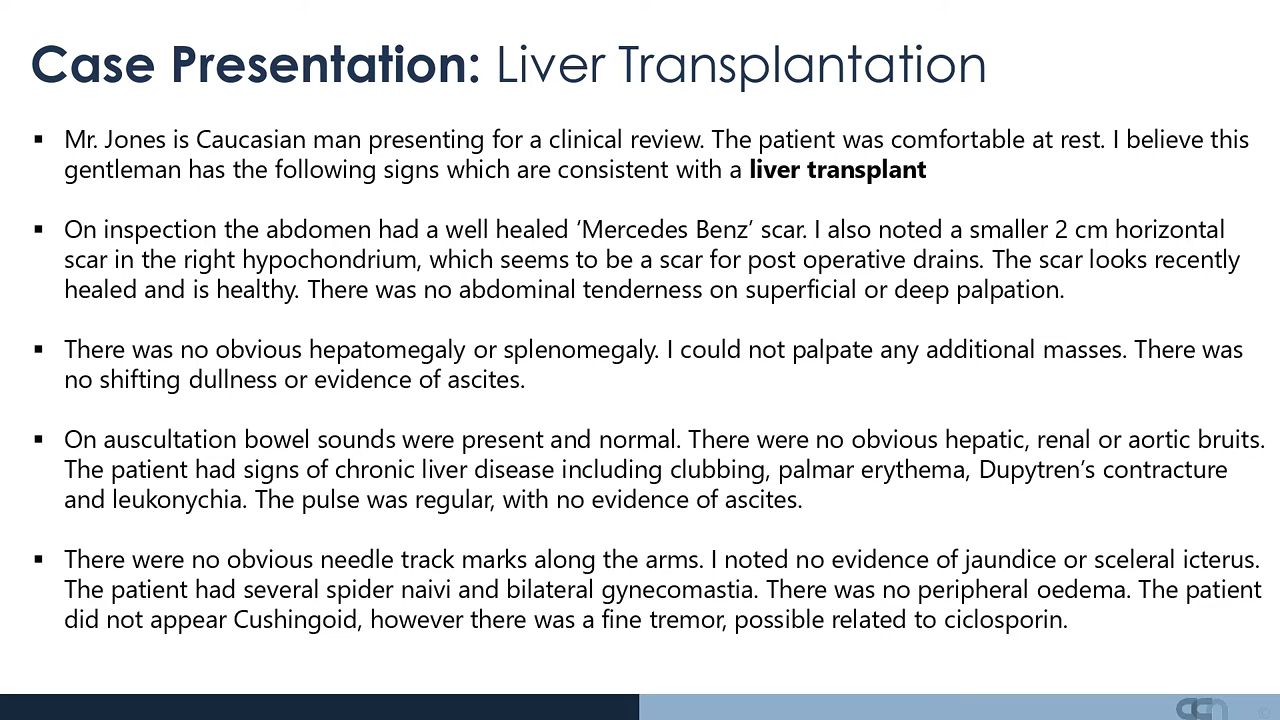 Case Presentation: Liver Transplantation
▪ Mr. Jones is Caucasian man presenting for a clinical review. The patient was comfortable at rest. I believe this
gentleman has the following signs which are consistent with a liver transplant
▪ On inspection the abdomen had a well healed ‘Mercedes Benz’ scar. I also noted a smaller 2 cm horizontal
scar in the right hypochondrium, which seems to be a scar for post operative drains. The scar looks recently
healed and is healthy. There was no abdominal tenderness on superficial or deep palpation.
▪ There was no obvious hepatomegaly or splenomegaly. I could not palpate any additional masses. There was
no shifting dullness or evidence of ascites.
▪ On auscultation bowel sounds were present and normal. There were no obvious hepatic, renal or aortic bruits.
The patient had signs of chronic liver disease including clubbing, palmar erythema, Dupytren’s contracture
and leukonychia. The pulse was regular, with no evidence of ascites.
▪ There were no obvious needle track marks along the arms. I noted no evidence of jaundice or sceleral icterus.
The patient had several spider naivi and bilateral gynecomastia. There was no peripheral oedema. The patient
did not appear Cushingoid, however there was a fine tremor, possible related to ciclosporin.